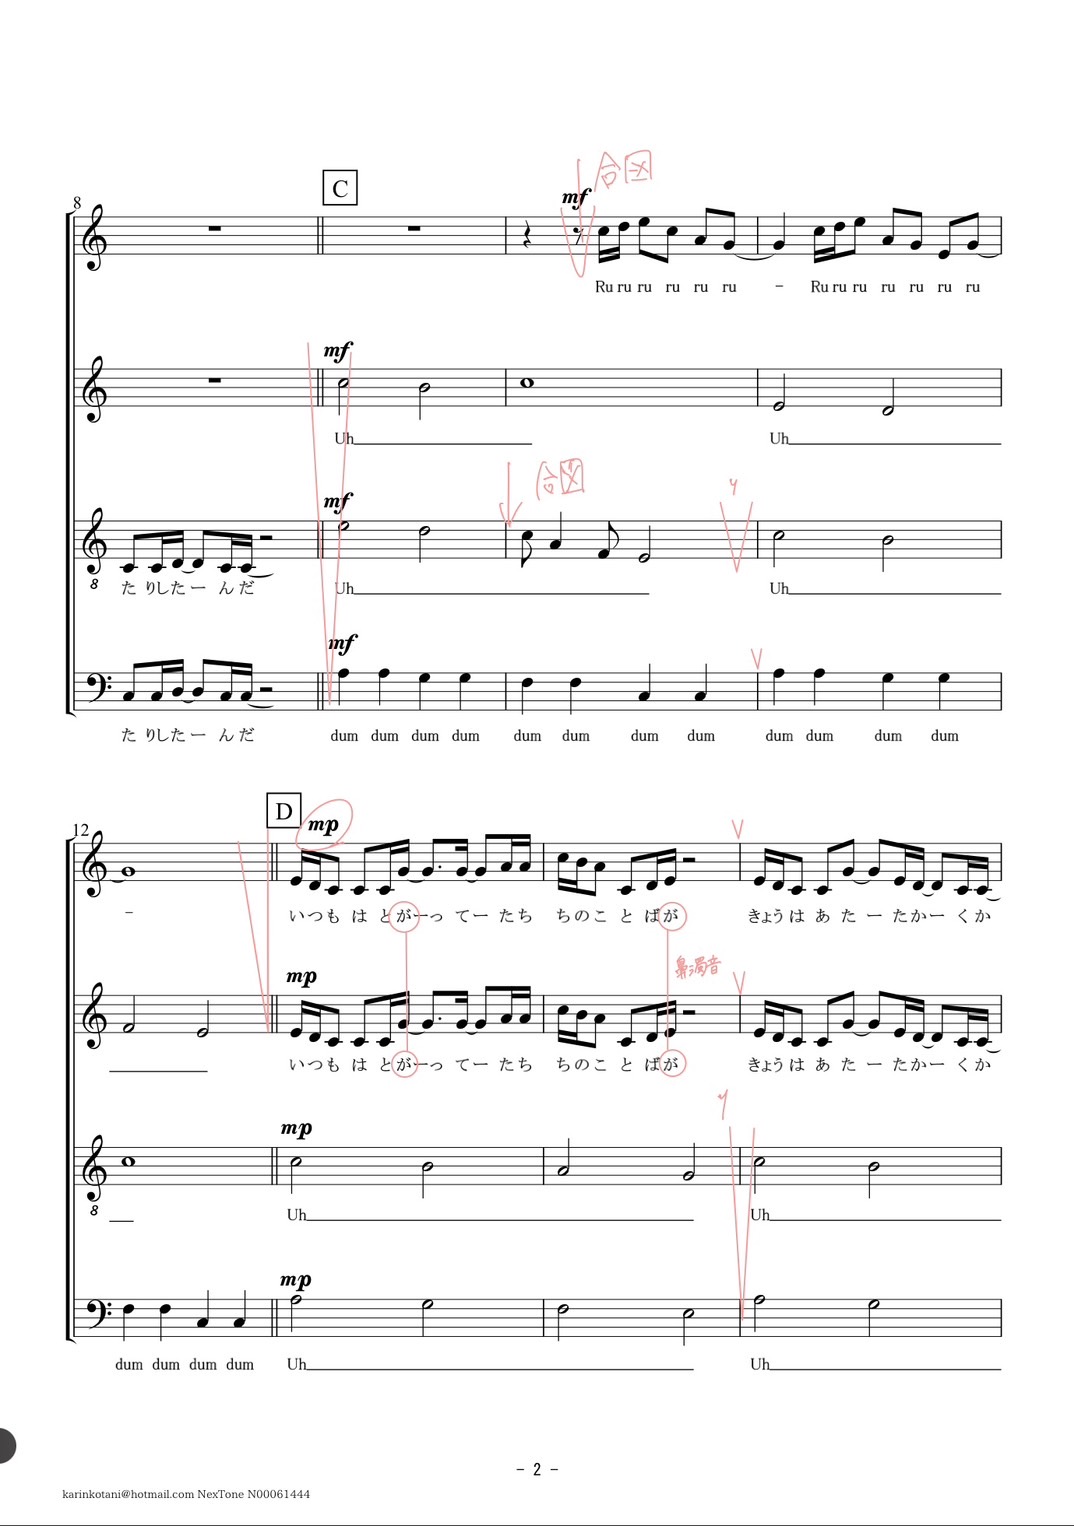 合図
8
C
mf
Ru ru ru ru ru ru - Ru ru ru ru ru ru ru
mf
Uh Uh
合図
mf
8
た りした ー ん だ Uh Uh
mf
た りした ー ん だ dum dum dum dum dum dum dum dum dum dum dum dum
12
D
mp
- いつも は と がーっ てー たち ちのこ と ばが きょうは あ た ー たかー く か
鼻濁音
mp
いつも は と がーっ てー たち ちのこ と ばが きょうは あ た ー たかー く か
mp
8
Uh Uh
mp
dum dum dum dum Uh Uh
- 2 -
karinkotani@hotmail.com NexTone N00061444